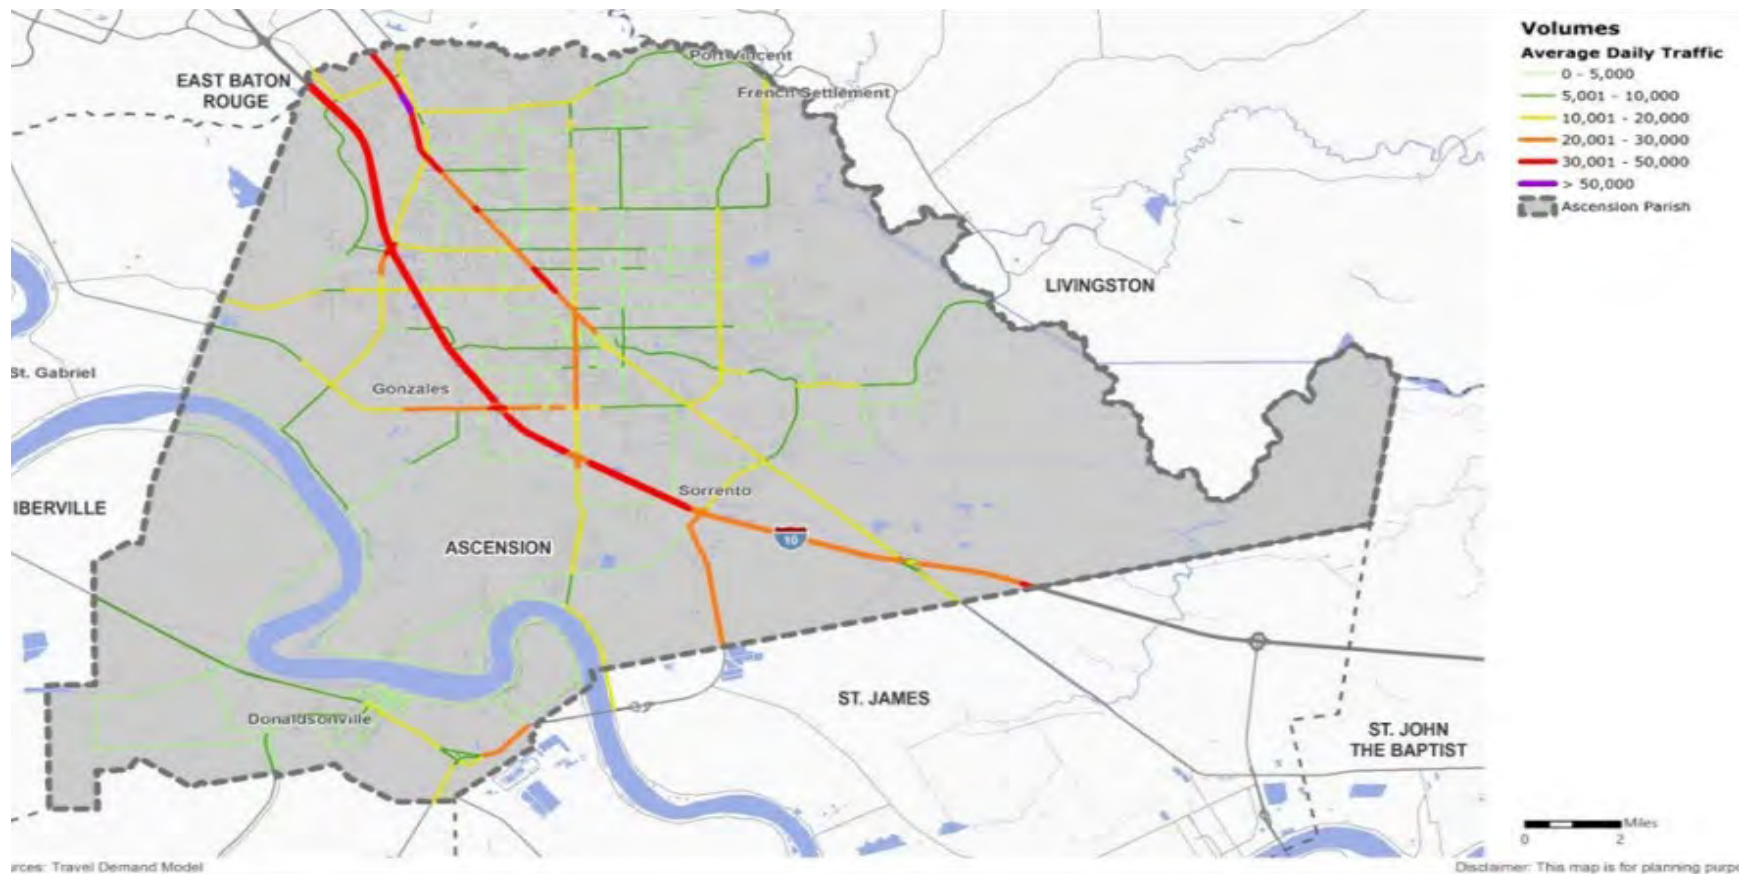 Volumes
Average Daily Traffic
0 - 5,000
5,001 - 10,000
10,001 - 20,000
20,001 - 30,000
30,001 - 50,000
> 50,000
Ascension Parish
Port Vincent
EAST BATON
ROUGE
French Settlement
LIVINGSTON
St. Gabriel
Gonzales
Sorrento
IBERVILLE
ASCENSION
10
ST. JAMES
Donaldsonville
ST. JOHN
THE BAPTIST
Miles
0 2
urces: Travel Demand Model
Disclaimer: This map is for planning purpo